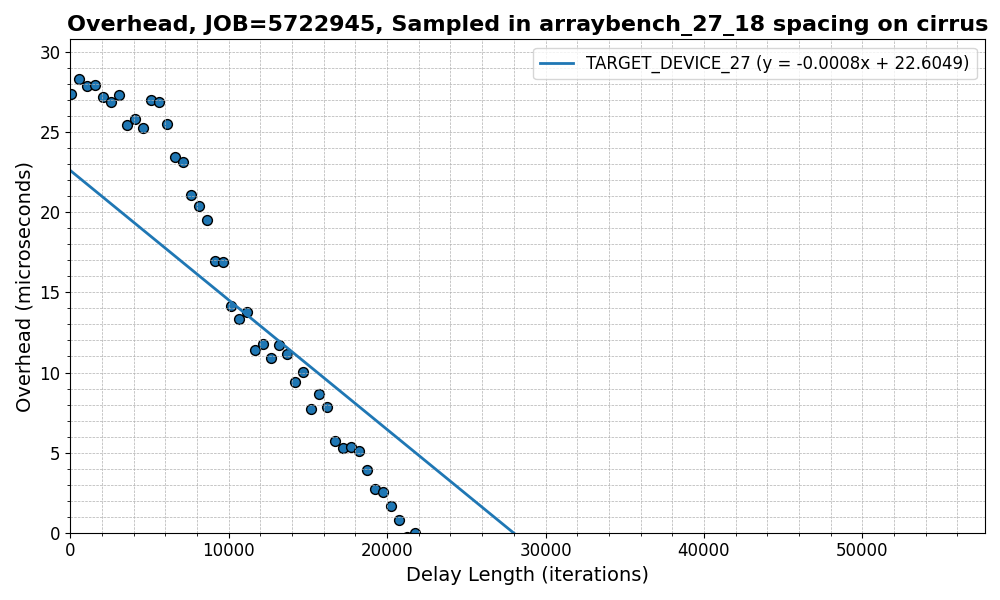 Overhead, JOB=5722945, Sampled in arraybench_27_18 spacing on cirrus
TARGET_DEVICE_27 (y = -0.0008x + 22.6049)
Overhead (microseconds)
30
25
20
15
10
5
0
0 10000 20000 30000 40000 50000
Delay Length (iterations)